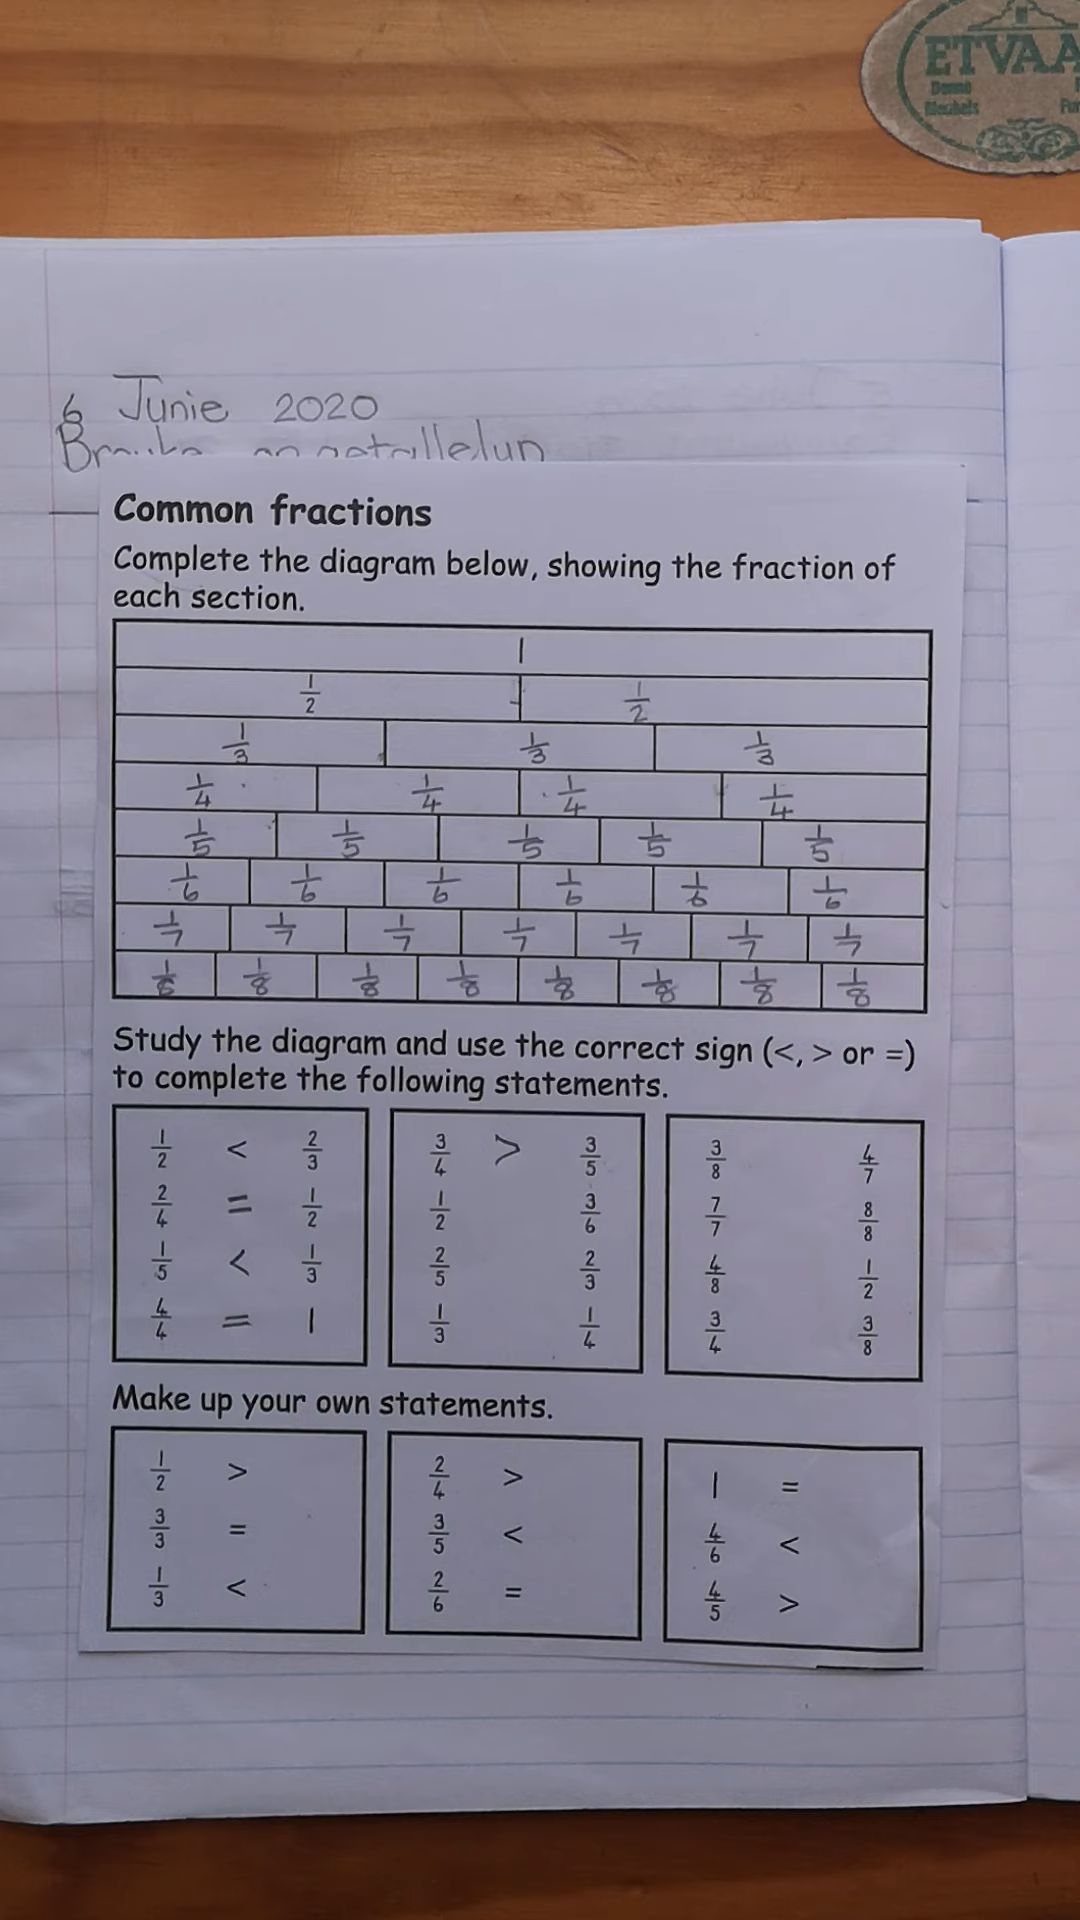 ETVAA
6 Junie 2020
Common fractions
Complete the diagram below, showing the fraction of
each section.
1
1/2 1/2
1/3 1/3 1/3
1/4 1/4 1/4 1/4
1/5 1/5 1/5 1/5 1/5
1/6 1/6 1/6 1/6 1/6 1/6
1/7 1/7 1/7 1/7 1/7 1/7 1/7
1/8 1/8 1/8 1/8 1/8 1/8 1/8 1/8
Study the diagram and use the correct sign (<, > or =)
to complete the following statements.
1/2 < 2/3
2/4 = 1/2
1/5 < 1/3
4/4 = 1
3/4 > 3/5
1/2 3/6
2/5 2/3
1/3 1/4
3/8 4/7
7/7 8/8
4/8 1/2
3/4 3/8
Make up your own statements.
1/2 >
3/3 =
1/3 <
2/4 >
3/5 <
2/6 =
1 =
4/6 <
4/5 >